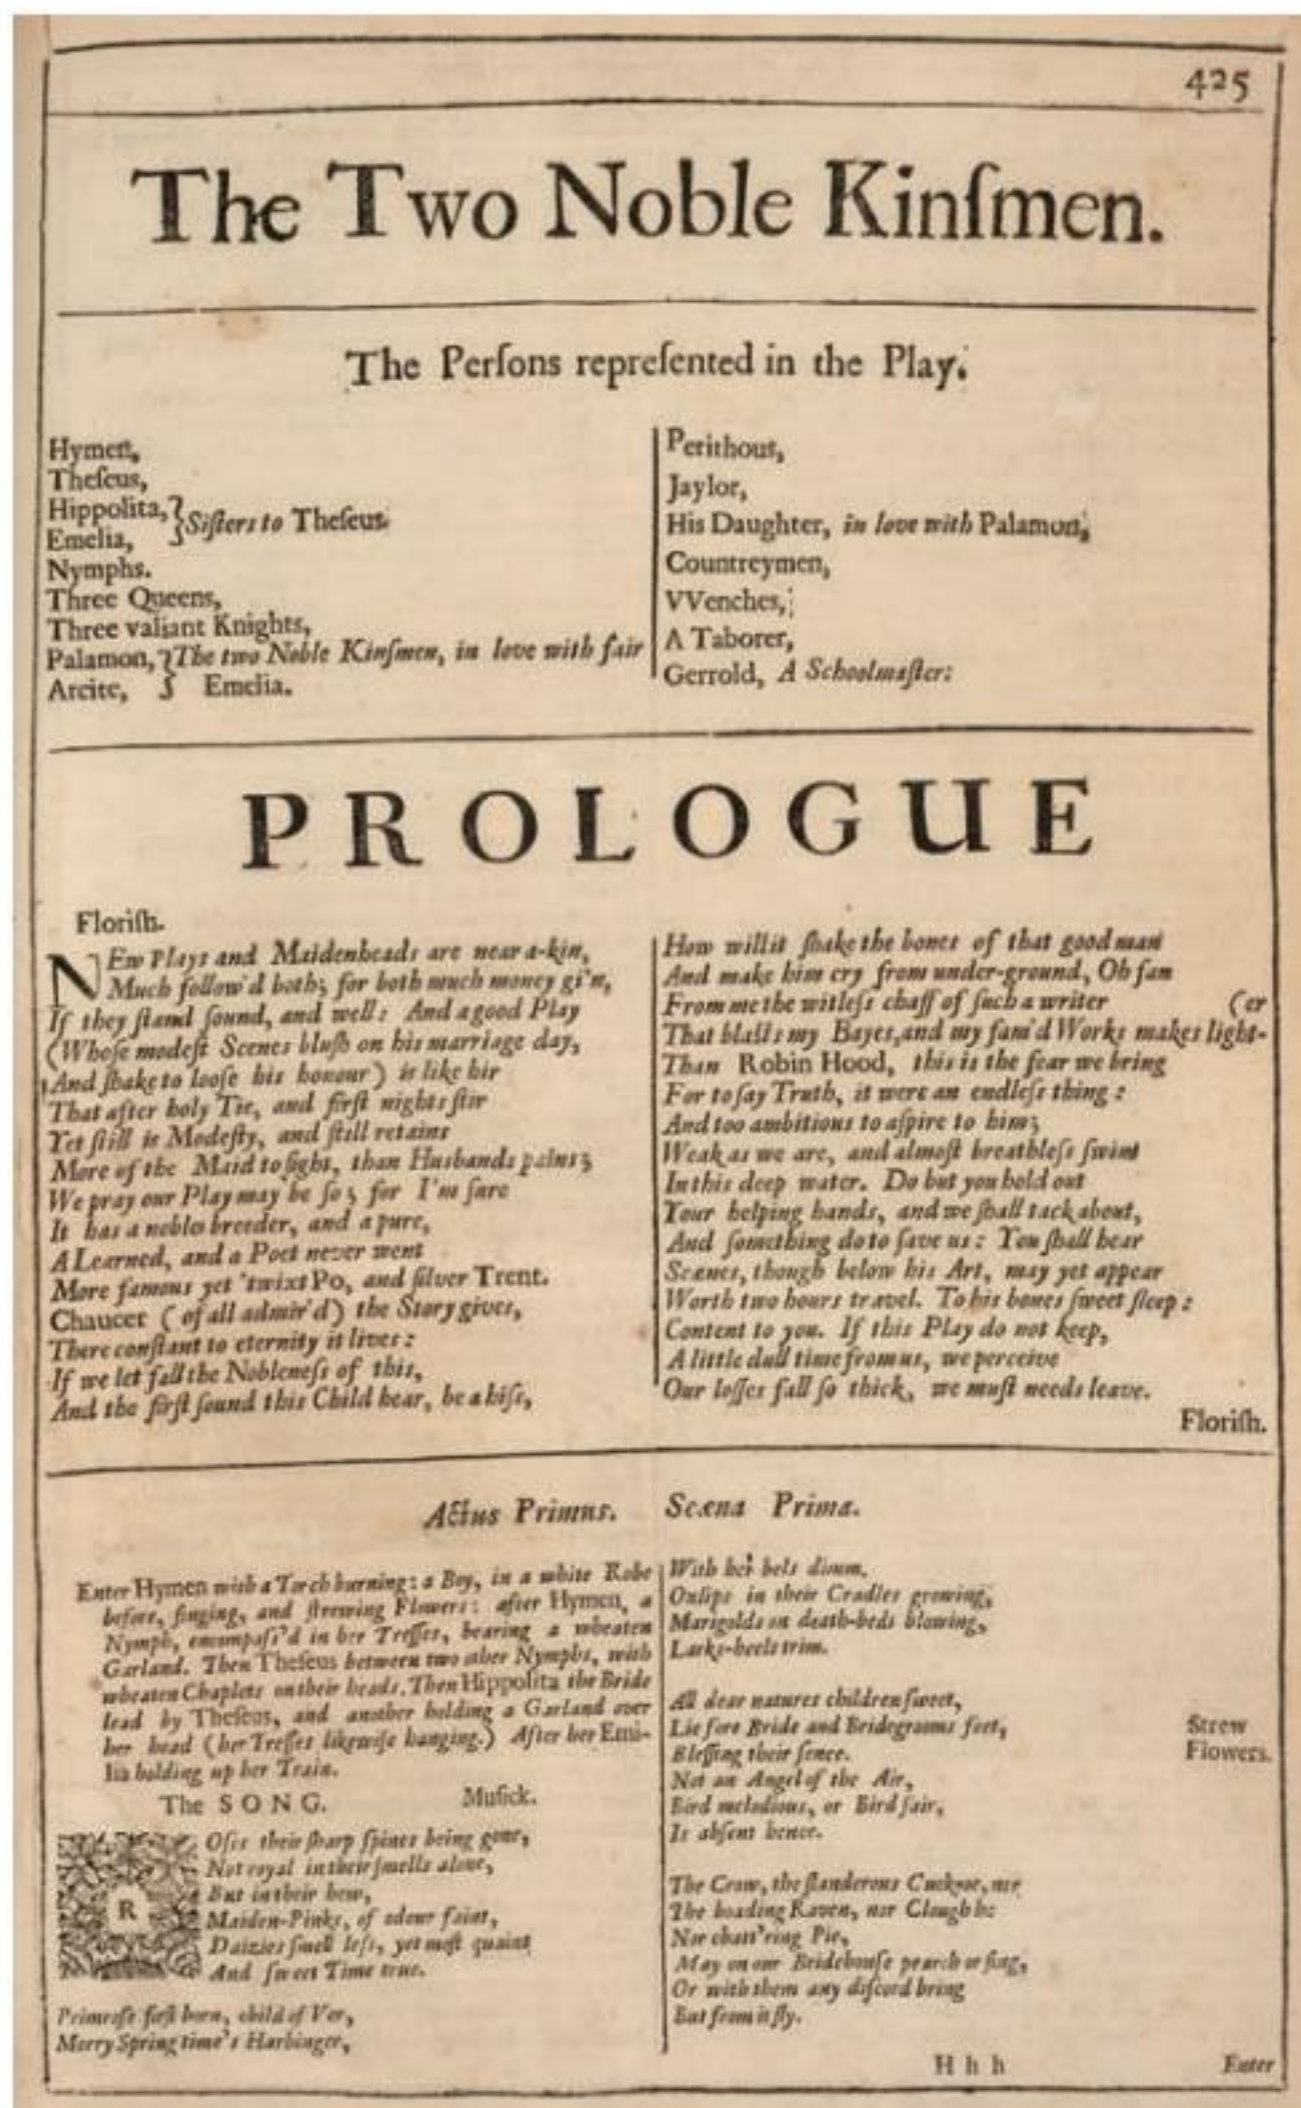 425
The Two Noble Kinſmen.
The Perſons repreſented in the Play.
Hymen,
Theſeus,
Hippolita,
Emelia,
} Siſters to Theſeus.
Nymphs.
Three Queens,
Three valiant Knights,
Palamon,
Arcite,
} The two Noble Kinſmen, in love with fair
Emelia.
Perithous,
Jaylor,
His Daughter, in love with Palamon,
Countreymen,
VVenches,
A Taborer,
Gerrold, A Schoolmaſter.
PROLOGUE
Floriſh.
NEw Plays and Maidenheads are near a-kin,
Much follow'd both; for both much money gi'n,
If they ſtand ſound, and well: And a good Play
(Whoſe modeſt Scenes bluſh on his marriage day,
And ſhake to looſe his honour) is like hir
That after holy Tie, and firſt nights ſtir
Yet ſtill is Modeſty, and ſtill retains
More of the Maid to ſight, than Husbands pains;
We pray our Play may be ſo; for I'm ſure
It has a noble breeder, and a pure,
A Learned, and a Poet never went
More famous yet 'twixt Po, and ſilver Trent.
Chaucer (of all admir'd) the Story gives,
There conſtant to eternity it lives:
If we let fall the Nobleneſs of this,
And the firſt ſound this Child hear, be a hiſs,
How will it ſhake the bones of that good man
And make him cry from under-ground, Oh fan
From me the witleſs chaff of ſuch a writer (er
That blaſts my Bayes, and my fam'd Works makes light-
Than Robin Hood, this is the fear we bring
For to ſay Truth, it were an endleſs thing:
And too ambitious to aſpire to him;
Weak as we are, and almoſt breathleſs ſwim
In this deep water. Do but you hold out
Your helping hands, and we ſhall tack about,
And ſomething do to ſave us: You ſhall hear
Scænes, though below his Art, may yet appear
Worth two hours travel. To his bones ſweet ſleep:
Content to you. If this Play do not keep,
A little dull time from us, we perceive
Our loſſes fall ſo thick, we muſt needs leave.
Floriſh.
Actus Primus. Scæna Prima.
Enter Hymen with a Torch burning: a Boy, in a white Robe
before, ſinging, and ſtrewing Flowers: after Hymen, a
Nymph, encompaſs'd in her Treſſes, bearing a wheaten
Garland. Then Theſeus between two other Nymphs, with
wheaten Chaplets on their heads. Then Hippolita the Bride
lead by Theſeus, and another holding a Garland over
her head (her Treſſes likewiſe hanging.) After her Emi-
lia holding up her Train.
The SONG. Muſick.
ROſes their ſharp ſpines being gone,
Not royal in their ſmells alone,
But in their hew,
Maiden-Pinks, of odour faint,
Daizies ſmell leſs, yet moſt quaint
And ſweet Time true.
Primroſe firſt born, child of Ver,
Merry Spring time's Harbinger,
With her bels dimm.
Oxlips in their Cradles growing,
Marigolds on death-beds blowing,
Larks-heels trim.
All dear natures children ſweet,
Lie fore Bride and Bridegrooms feet, Strew
Bleſſing their ſence. Flowers.
Not an Angel of the Air,
Bird melodious, or Bird fair,
Is abſent hence.
The Crow, the ſlanderous Cuckooe, nor
The boading Raven, nor Clough he
Nor chatt'ring Pie,
May on our Bridehouſe pearch or ſing,
Or with them any diſcord bring
But from it fly.
Hhh Enter